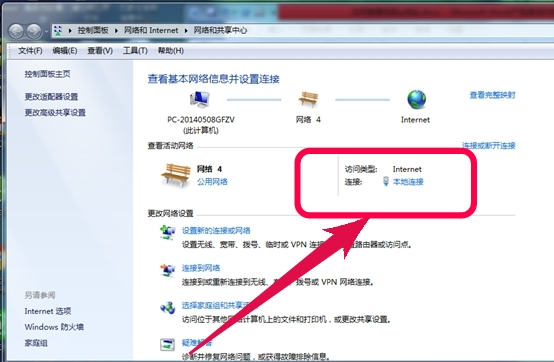 控制面板 ▸ 网络和 Internet ▸ 网络和共享中心
文件(F) 编辑(E) 查看(V) 工具(T) 帮助(H)
控制面板主页
更改适配器设置
更改高级共享设置
另请参阅
Internet 选项
Windows 防火墙
家庭组
查看基本网络信息并设置连接
查看完整映射
PC-20140508GFZV
(此计算机)
网络 4
Internet
查看活动网络
连接或断开连接
网络 4
公用网络
访问类型: Internet
连接: 本地连接
更改网络设置
设置新的连接或网络
设置无线、宽带、拨号、临时或 VPN 连接 路由器或访问点。
连接到网络
连接到或重新连接到无线、 拨号或 VPN 网络连接。
选择家庭组和共享
访问位于其他网络计算机上的文件和打印机，或更改共享设置。
疑难解答
诊断并修复网络问题，或获得故障排除信息。